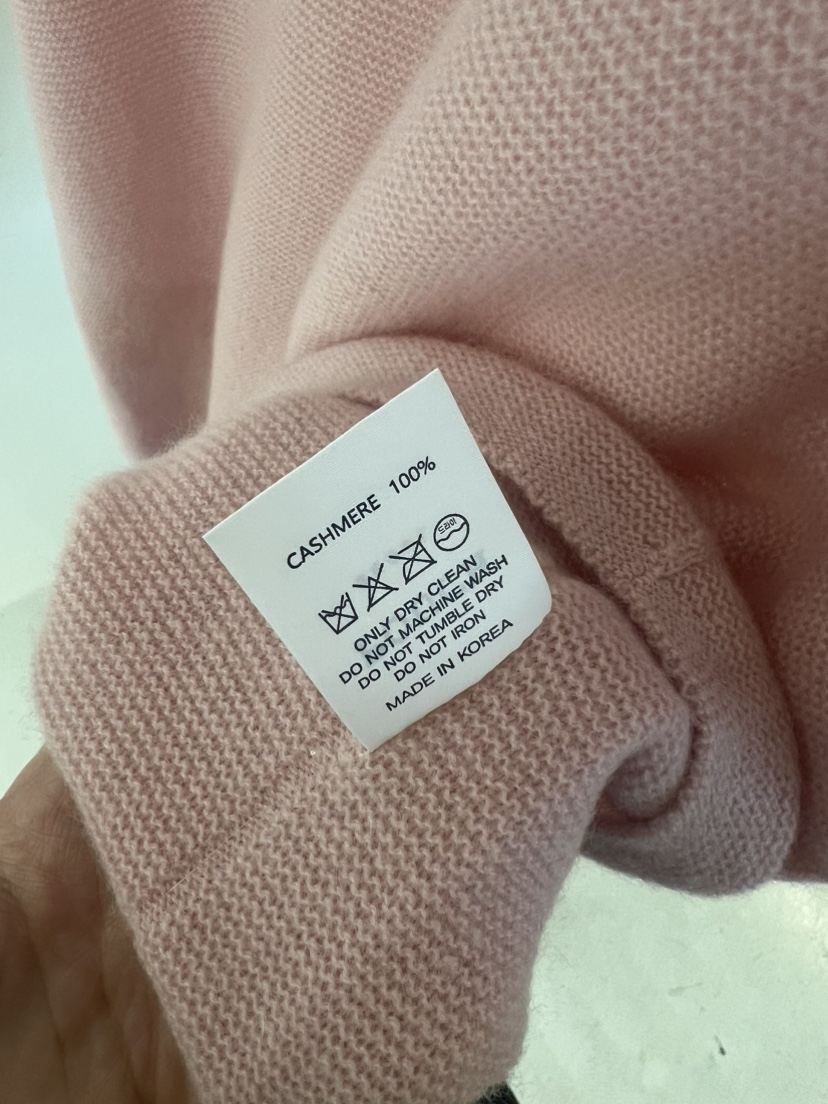 CASHMERE 100%
드라이
ONLY DRY CLEAN
DO NOT MACHINE WASH
DO NOT TUMBLE DRY
DO NOT IRON
MADE IN KOREA